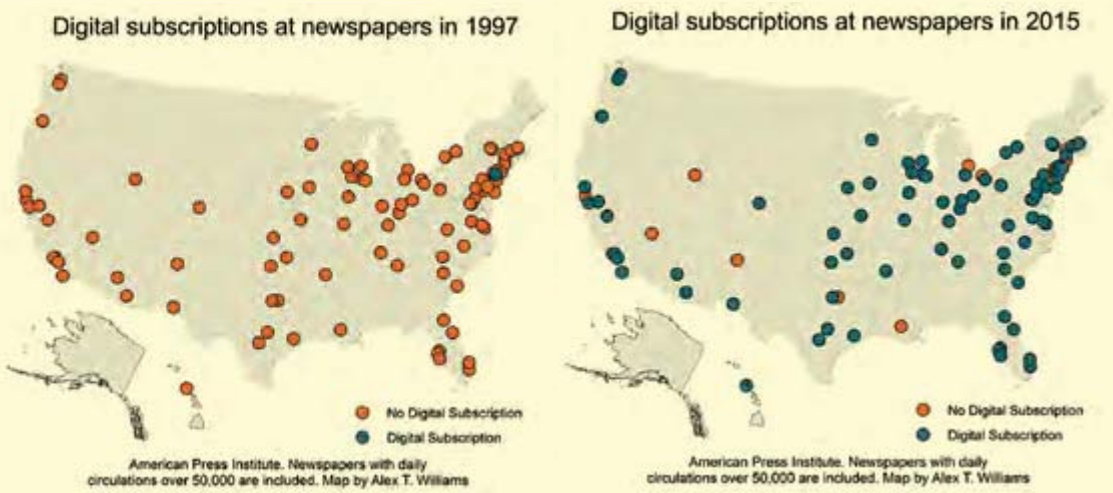 Digital subscriptions at newspapers in 1997
No Digital Subscription
Digital Subscription
American Press Institute. Newspapers with daily
circulations over 50,000 are included. Map by Alex T. Williams
Digital subscriptions at newspapers in 2015
No Digital Subscription
Digital Subscription
American Press Institute. Newspapers with daily
circulations over 50,000 are included. Map by Alex T. Williams